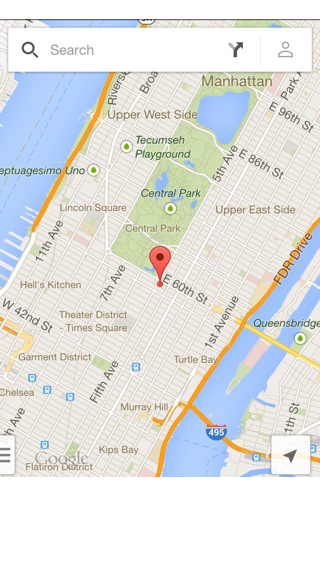 Search
Manhattan
Riverside
Broa
Park A
E 96th St
Upper West Side
Tecumseh
Playground
E 86th St
5th Ave
eptuagesimo Uno
Central Park
Lincoln Square
Upper East Side
Central Park
11th Ave
FDR Drive
7th Ave
E 60th St
Hell's Kitchen
W 42nd St
Theater District
- Times Square
1st Avenue
Queensbridge
Garment District
Turtle Bay
Fifth Ave
Chelsea
Murray Hill
11th St
h Ave
495
Kips Bay
Google
Flatiron District